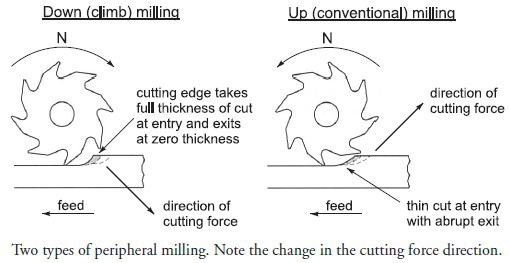 Down (climb) milling
N
cutting edge takes
full thickness of cut
at entry and exits
at zero thickness
feed
direction of
cutting force
Up (conventional) milling
N
direction of
cutting force
feed
thin cut at entry
with abrupt exit
Two types of peripheral milling. Note the change in the cutting force direction.